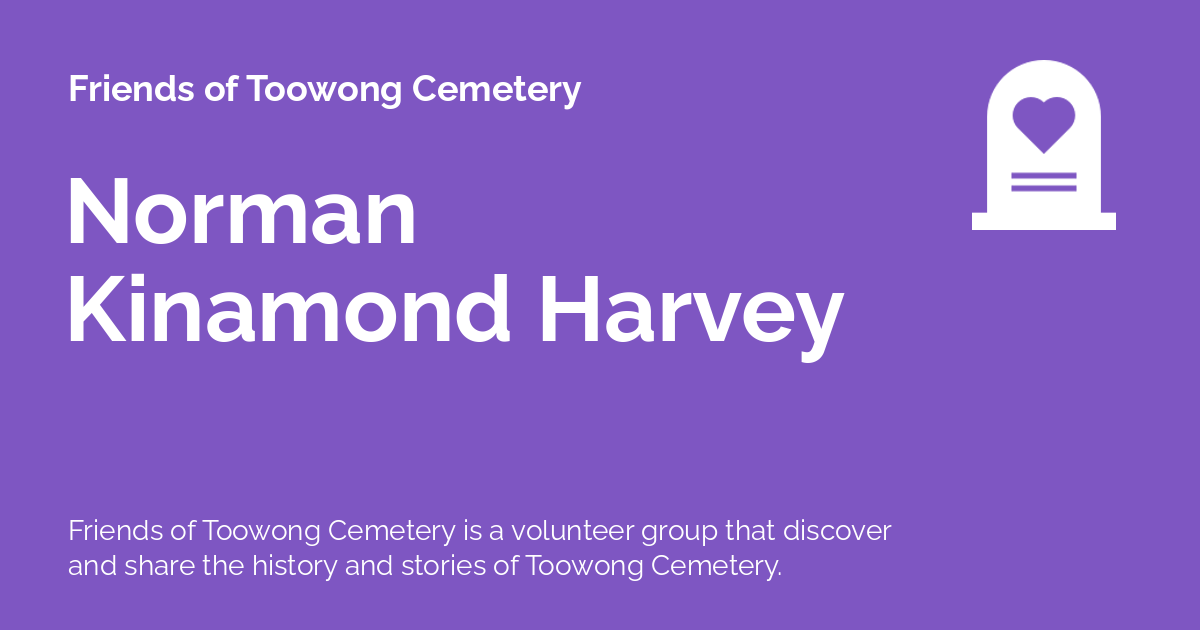 Friends of Toowong Cemetery
Norman
Kinamond Harvey
Friends of Toowong Cemetery is a volunteer group that discover
and share the history and stories of Toowong Cemetery.